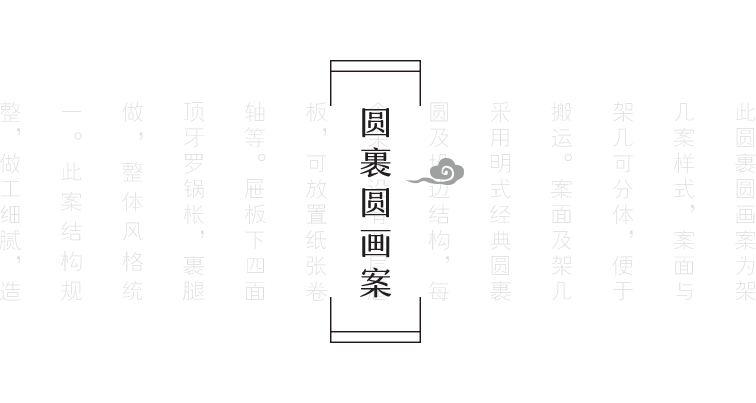 圆裹圆画案
此圆裹圆画案为架
几案样式，案面与
架几可分体，便于
搬运。案面及架几
采用明式经典圆裹
圆及边结构，每
板，可放置纸张卷
轴等。屉板下四面
顶牙罗锅枨，裹腿
做，整体风格统
一。此案结构规
整，做工细腻，造